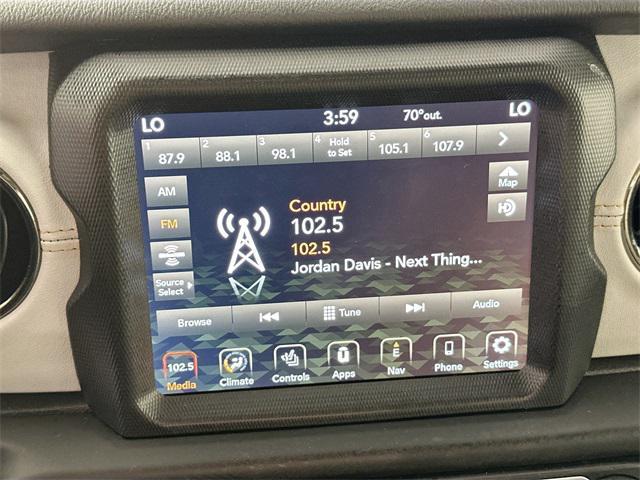 LO 3:59 70°out. LO
1 87.9 2 88.1 3 98.1 4 Hold to Set 5 105.1 6 107.9
AM
Map
FM
HD
Country
102.5
102.5
Jordan Davis - Next Thing...
Source
Select
Browse Tune Audio
102.5 E
Media Climate Controls Apps Nav Phone Settings